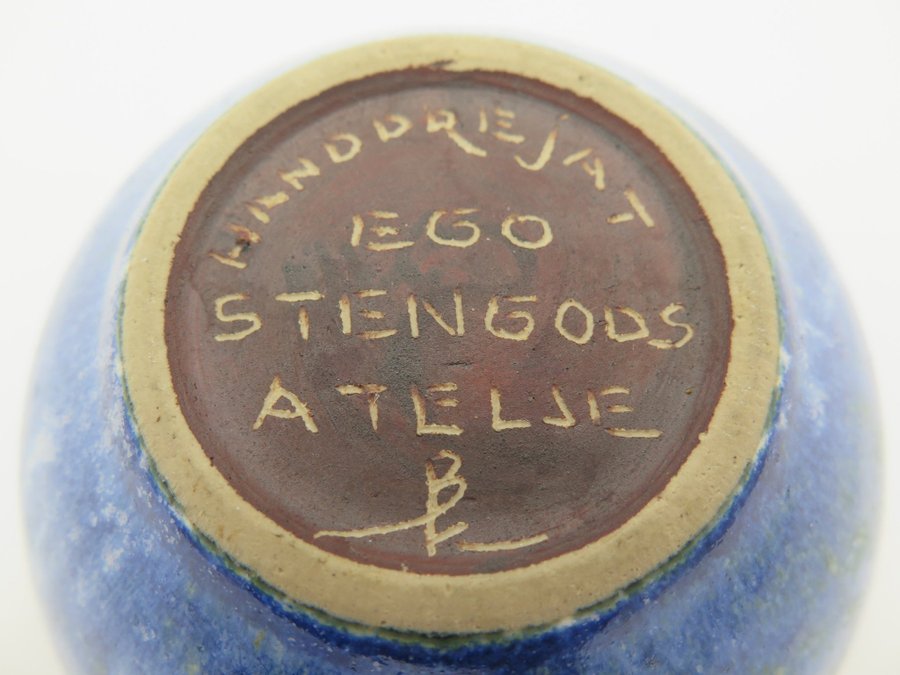 HANDDREJAT
EGO
STENGODS
ATELJE